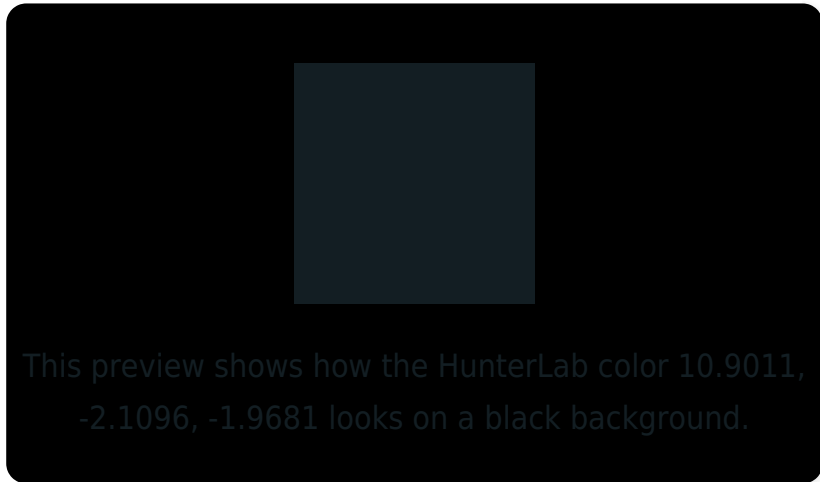 This preview shows how the HunterLab color 10.9011,
-2.1096, -1.9681 looks on a black background.